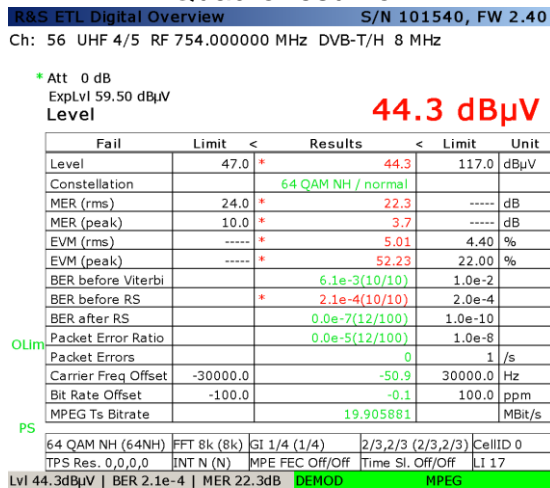 R&S ETL Digital Overview S/N 101540, FW 2.40
Ch: 56 UHF 4/5 RF 754.000000 MHz DVB-T/H 8 MHz
* Att 0 dB
ExpLvl 59.50 dBµV
Level 44.3 dBµV
Fail Limit < Results < Limit Unit
Level 47.0 * 44.3 117.0 dBµV
Constellation 64 QAM NH / normal
MER (rms) 24.0 * 22.3 ----- dB
MER (peak) 10.0 * 3.7 ----- dB
EVM (rms) ----- * 5.01 4.40 %
EVM (peak) ----- * 52.23 22.00 %
BER before Viterbi 6.1e-3(10/10) 1.0e-2
BER before RS * 2.1e-4(10/10) 2.0e-4
BER after RS 0.0e-7(12/100) 1.0e-10
Packet Error Ratio 0.0e-5(12/100) 1.0e-8
OLim
Packet Errors 0 1 /s
Carrier Freq Offset -30000.0 -50.9 30000.0 Hz
Bit Rate Offset -100.0 -0.1 100.0 ppm
MPEG Ts Bitrate 19.905881 MBit/s
PS
64 QAM NH (64NH) FFT 8k (8k) GI 1/4 (1/4) 2/3,2/3 (2/3,2/3) CellID 0
TPS Res. 0,0,0,0 INT N (N) MPE FEC Off/Off Time Sl. Off/Off LI 17
Lvl 44.3dBµV | BER 2.1e-4 | MER 22.3dB DEMOD MPEG